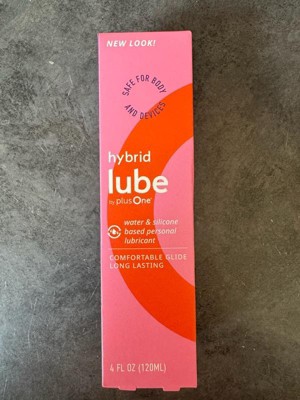 NEW LOOK!
SAFE FOR BODY
AND DEVICES
hybrid
lube
by plusOne
water & silicone
based personal
lubricant
COMFORTABLE GLIDE
LONG LASTING
4 FL OZ (120ML)